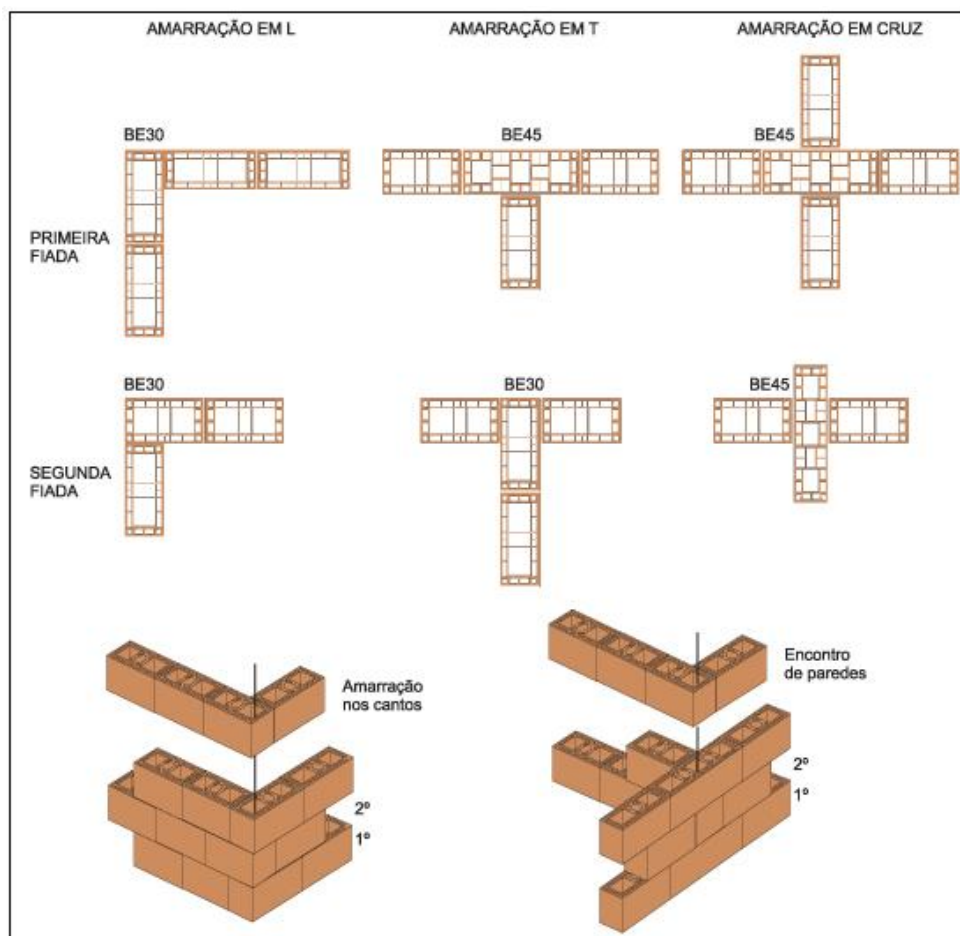 AMARRAÇÃO EM L
AMARRAÇÃO EM T
AMARRAÇÃO EM CRUZ
BE30
BE45
BE45
PRIMEIRA
FIADA
BE30
BE30
BE45
SEGUNDA
FIADA
Amarração
nos cantos
2º
1º
Encontro
de paredes
2º
1º